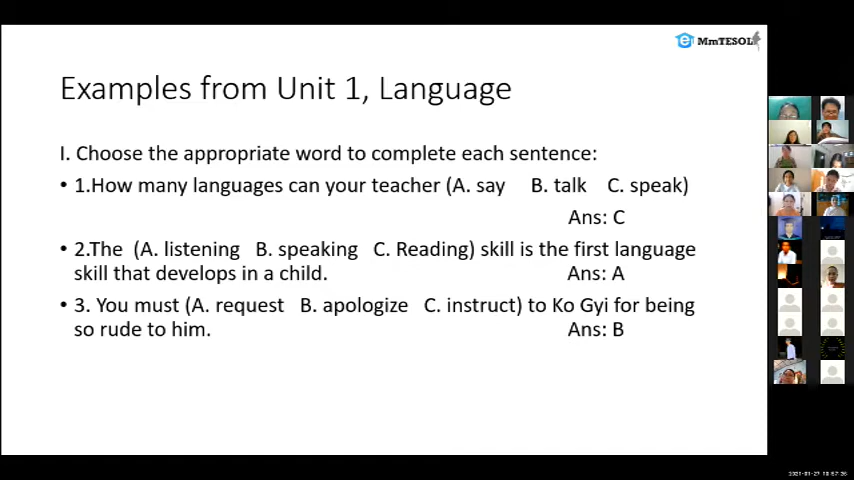 MmTESOL
Examples from Unit 1, Language
I. Choose the appropriate word to complete each sentence:
• 1.How many languages can your teacher (A. say B. talk C. speak)
Ans: C
• 2.The (A. listening B. speaking C. Reading) skill is the first language
skill that develops in a child. Ans: A
• 3. You must (A. request B. apologize C. instruct) to Ko Gyi for being
so rude to him. Ans: B